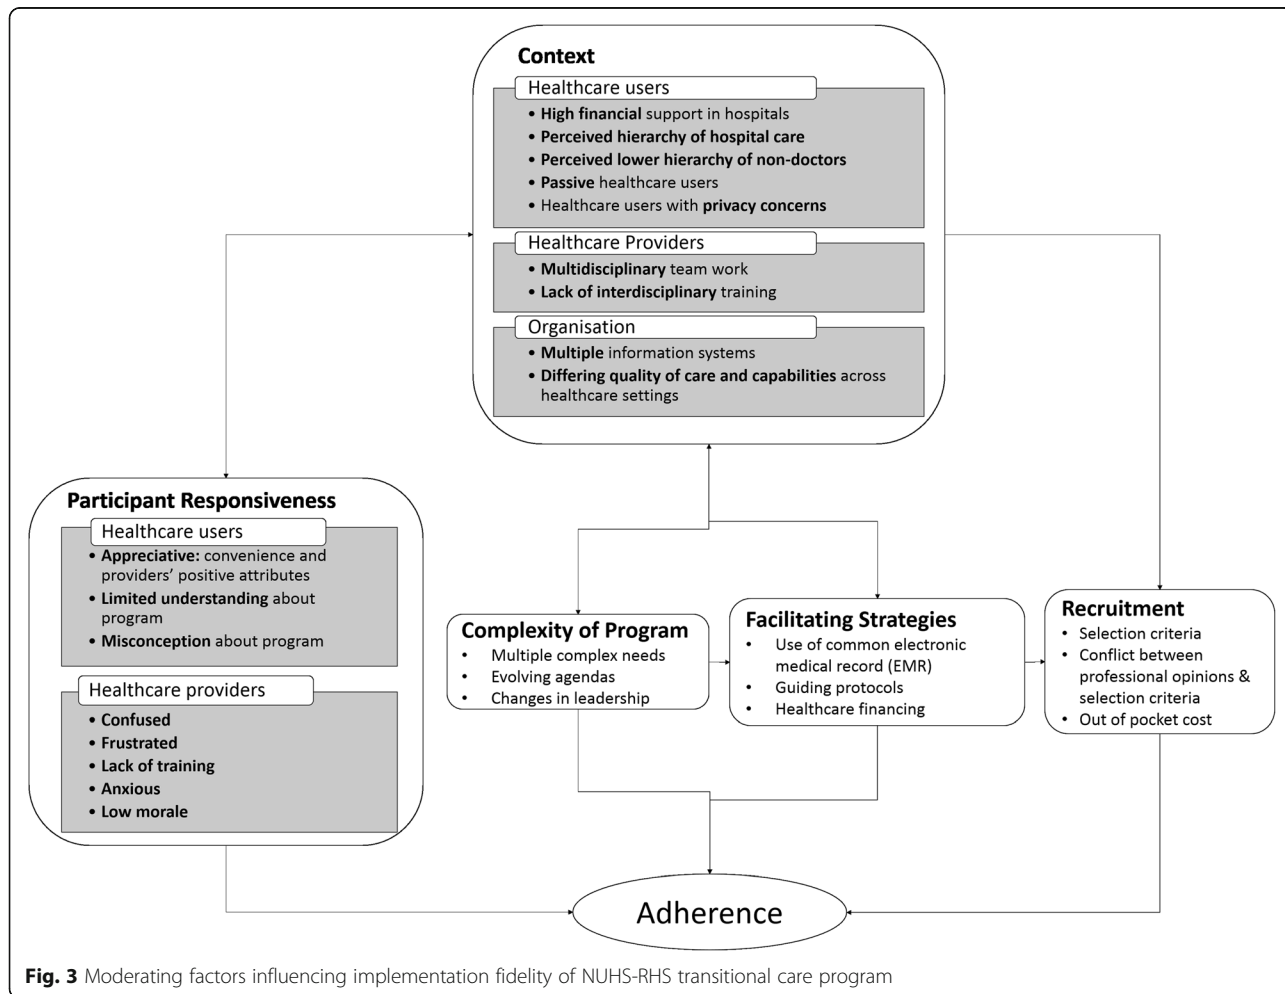 Context
Healthcare users
• High financial support in hospitals
• Perceived hierarchy of hospital care
• Perceived lower hierarchy of non-doctors
• Passive healthcare users
• Healthcare users with privacy concerns
Healthcare Providers
• Multidisciplinary team work
• Lack of interdisciplinary training
Organisation
• Multiple information systems
• Differing quality of care and capabilities across
healthcare settings
Participant Responsiveness
Healthcare users
• Appreciative: convenience and
providers’ positive attributes
• Limited understanding about
program
• Misconception about program
Healthcare providers
• Confused
• Frustrated
• Lack of training
• Anxious
• Low morale
Complexity of Program
• Multiple complex needs
• Evolving agendas
• Changes in leadership
Facilitating Strategies
• Use of common electronic
medical record (EMR)
• Guiding protocols
• Healthcare financing
Recruitment
• Selection criteria
• Conflict between
professional opinions &
selection criteria
• Out of pocket cost
Adherence
Fig. 3 Moderating factors influencing implementation fidelity of NUHS-RHS transitional care program